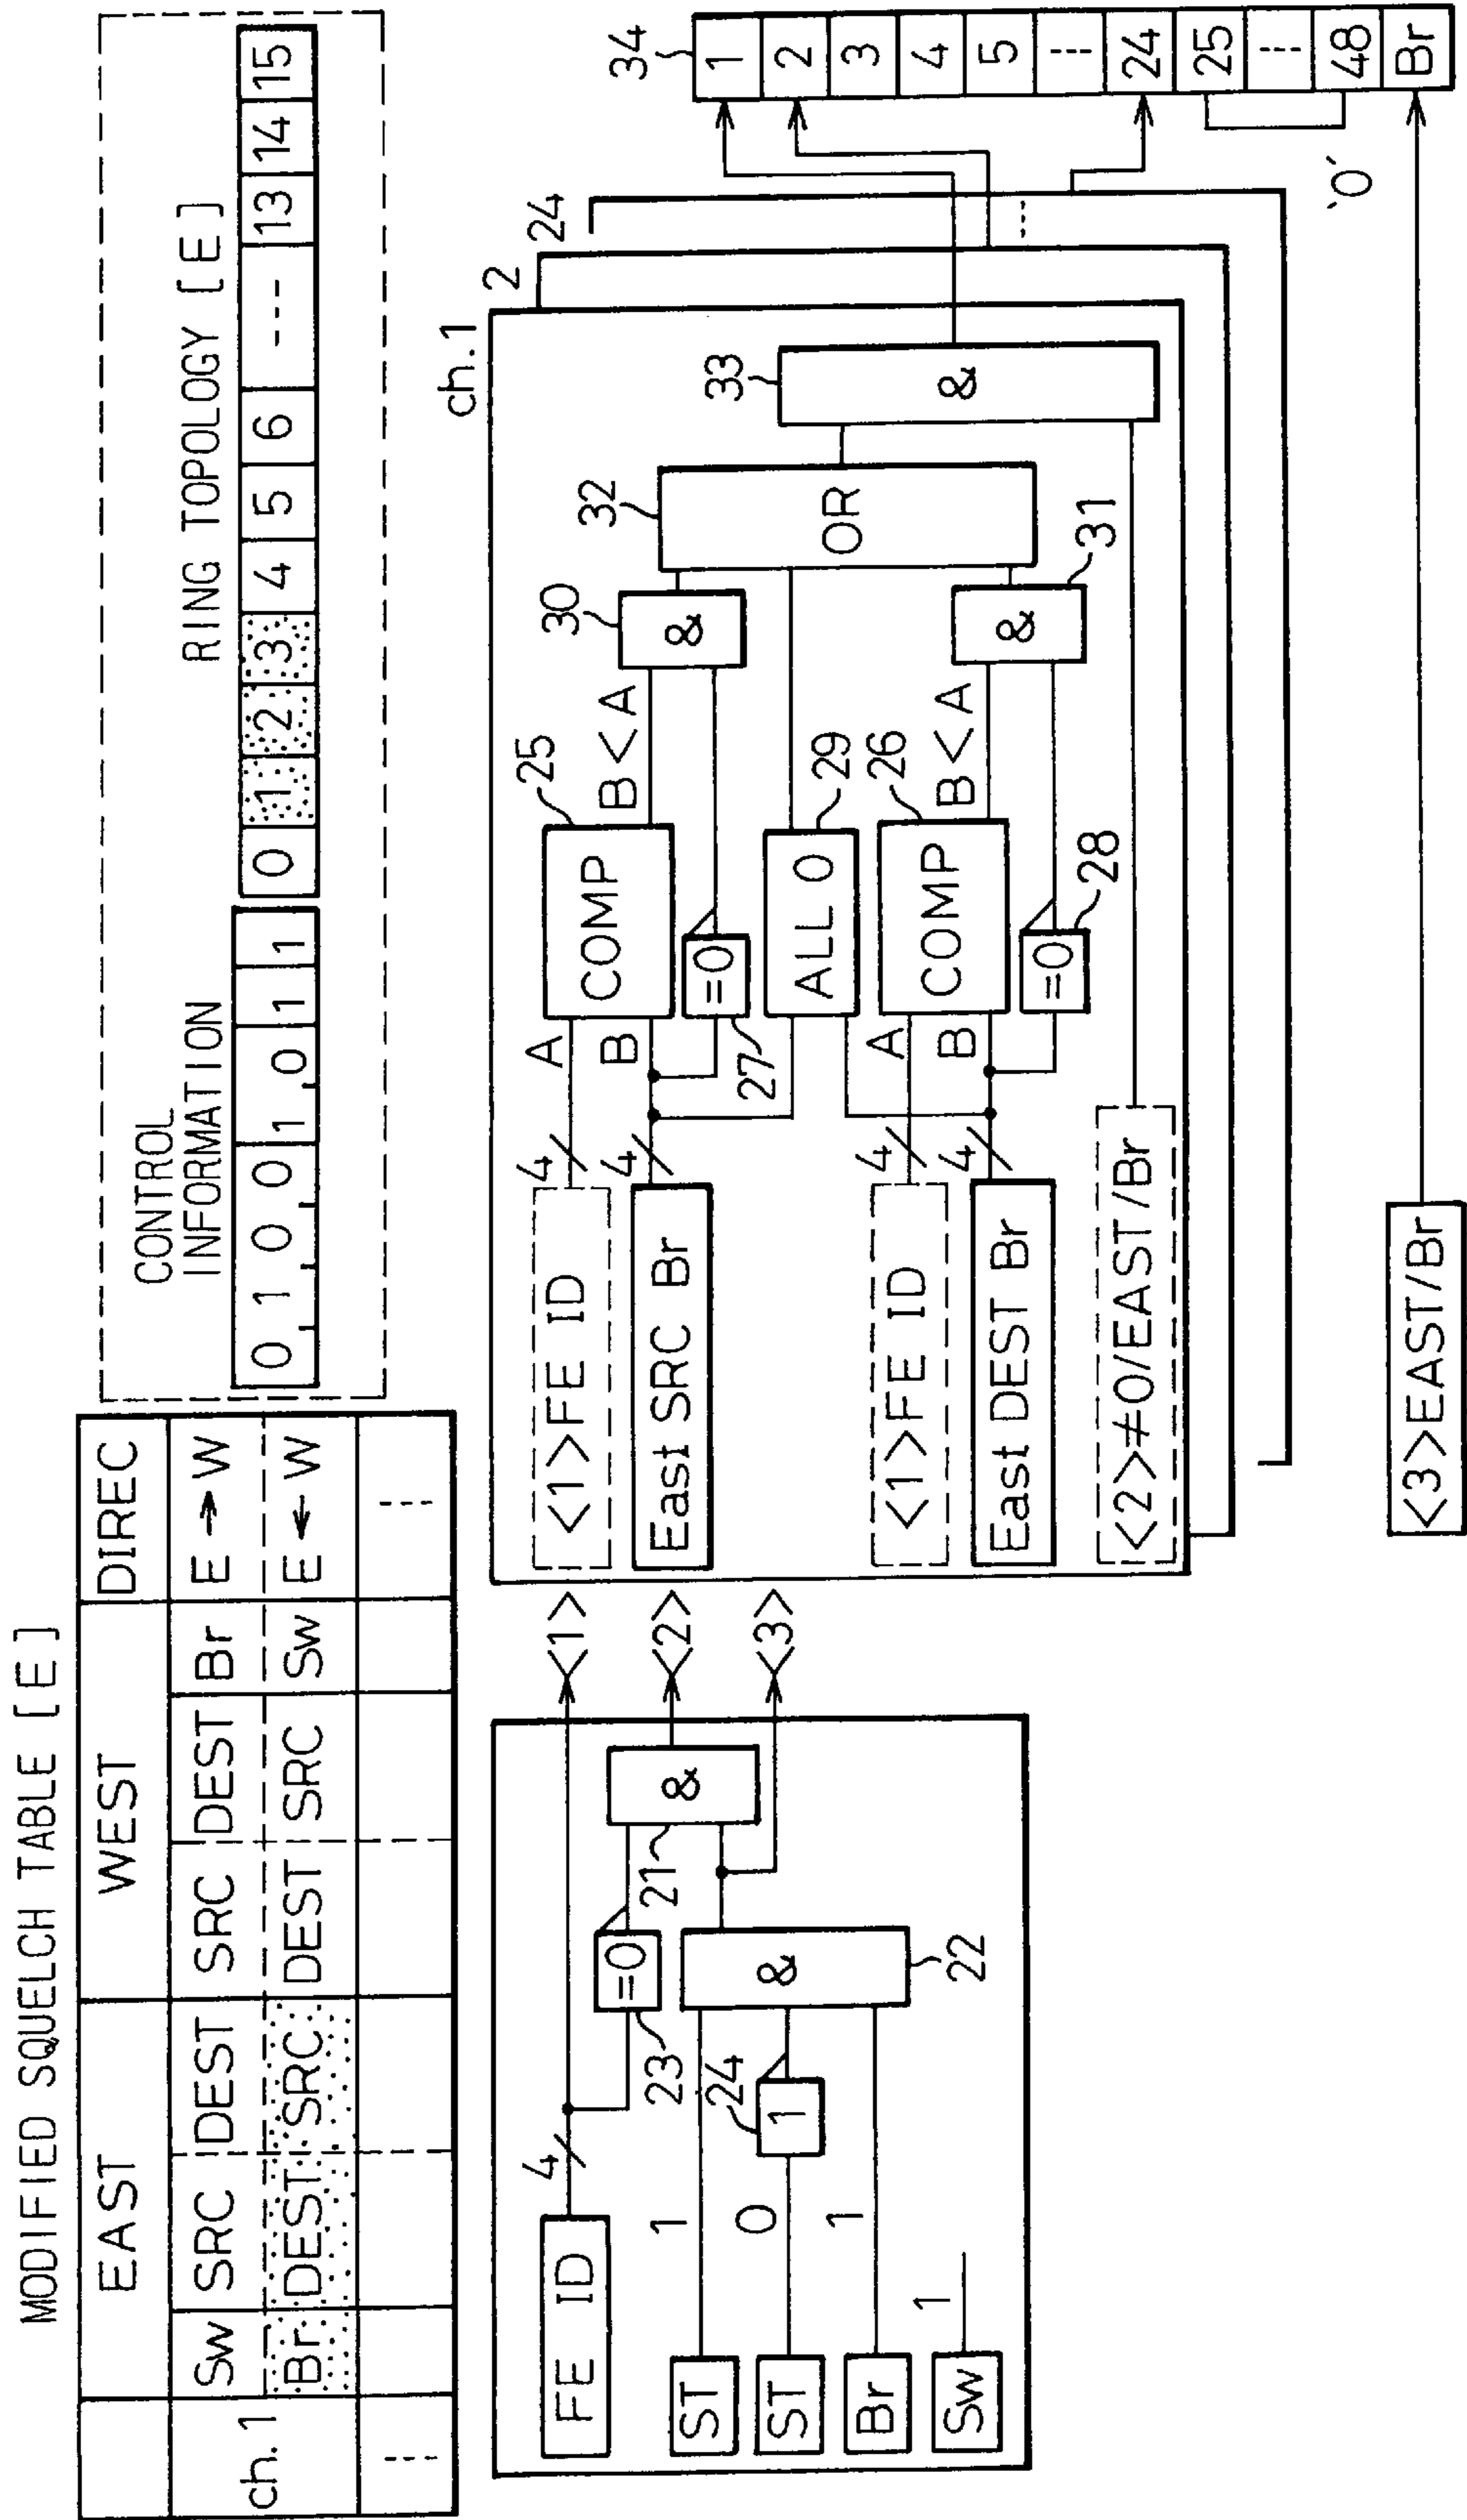 MODIFIED SQUELCH TABLE [E]
EAST WEST DIREC
ch. 1 Sw SRC DEST SRC DEST Br E→W
Br DEST SRC DEST SRC Sw E←W
CONTROL
INFORMATION
0 1 0 0 1 0 1 1
RING TOPOLOGY [E]
0 1 2 3 4 5 6 --- 13 14 15
FE ID
4
ST
1
ST
0
Br
1
Sw
1
=0
23
24
1
&
22
21
&
<1>
<2>
<3>
ch.1
2
24
<1>FE ID
4
A
East SRC Br
4
B
COMP
25
B<A
=0
27
&
30
ALL 0
29
<1>FE ID
4
A
East DEST Br
4
B
COMP
26
B<A
=0
28
&
31
OR
32
&
33
<2>#0/EAST/Br
<3>EAST/Br
34
1
2
3
4
5
24
25
48
Br
'0'